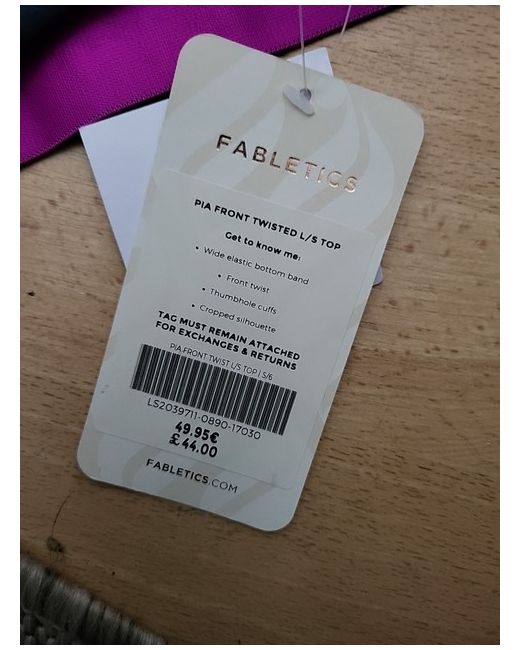 FABLETICS
PIA FRONT TWISTED L/S TOP
Get to know me:
• Wide elastic bottom band
• Front twist
• Thumbhole cuffs
• Cropped silhouette
TAG MUST REMAIN ATTACHED
FOR EXCHANGES & RETURNS
PIA FRONT TWIST L/S TOP | S/6
LS2039711-0890-17030
49.95€
£44.00
FABLETICS.COM